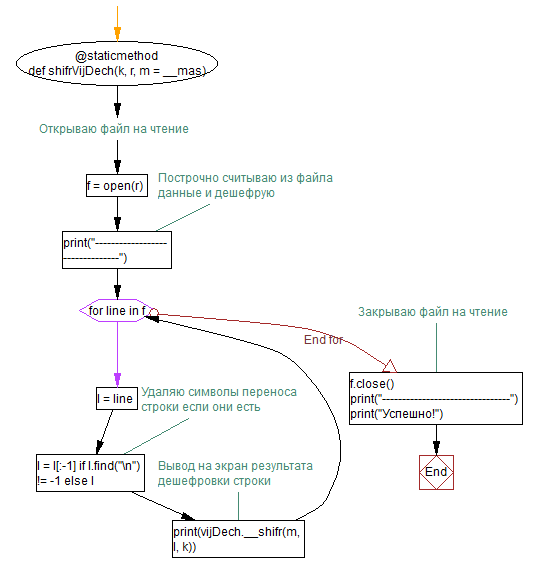 @staticmethod
def shifrVijDech(k, r, m = __mas)
Открываю файл на чтение
f = open(r)
Построчно считываю из файла
данные и дешефрую
print("-------------------
---------------")
for line in f
End for
Закрываю файл на чтение
f.close()
print("----------------------------------")
print("Успешно!")
End
l = line
Удаляю символы переноса
строки если они есть
l = l[:-1] if l.find("\n")
!= -1 else l
Вывод на экран результата
дешефровки строки
print(vijDech.__shifr(m,
l, k))